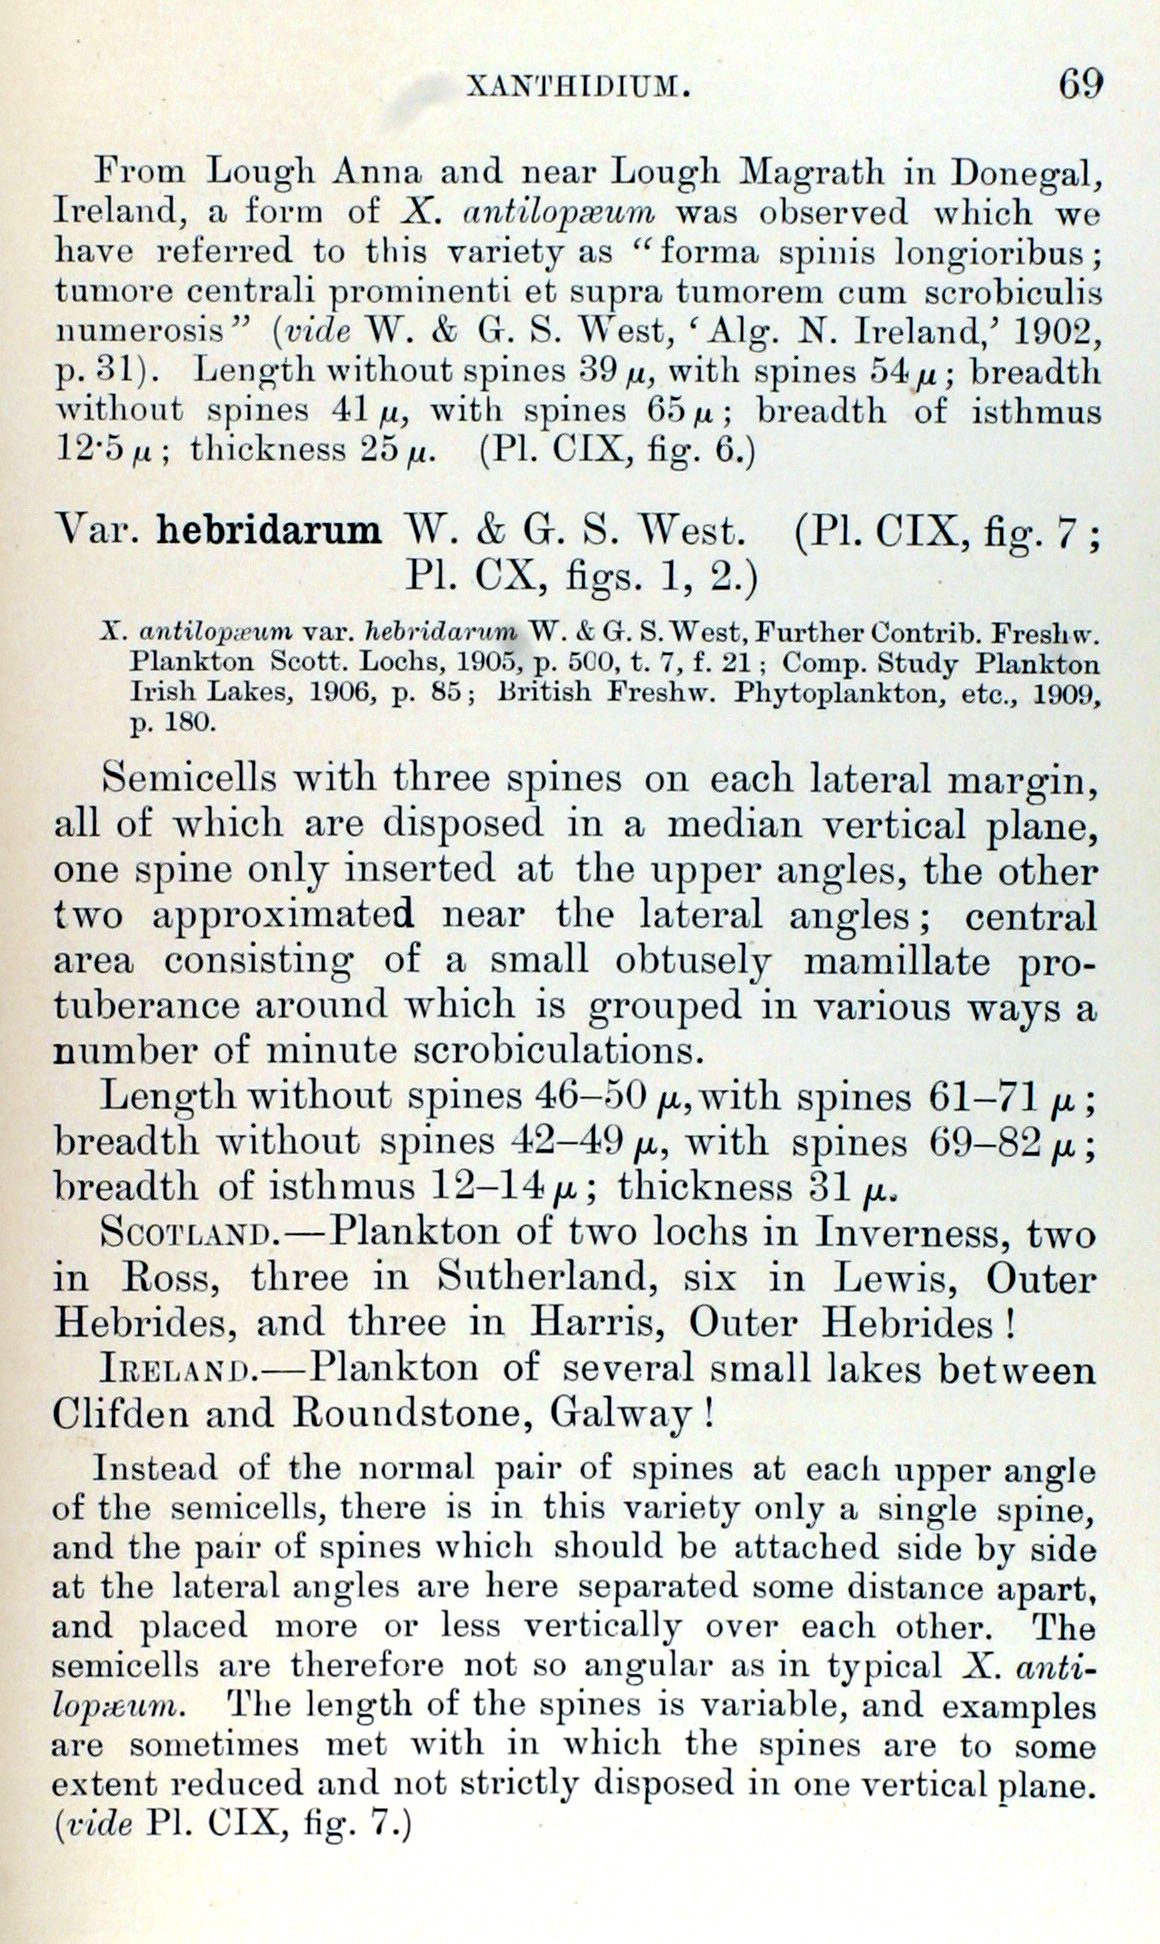 XANTHIDIUM. 69
From Lough Anna and near Lough Magrath in Donegal,
Ireland, a form of X. antilopæum was observed which we
have referred to this variety as “forma spinis longioribus;
tumore centrali prominenti et supra tumorem cum scrobiculis
numerosis” (vide W. & G. S. West, ‘Alg. N. Ireland,’ 1902,
p. 31). Length without spines 39 μ, with spines 54 μ; breadth
without spines 41 μ, with spines 65 μ; breadth of isthmus
12·5 μ; thickness 25 μ. (Pl. CIX, fig. 6.)
Var. hebridarum W. & G. S. West. (Pl. CIX, fig. 7;
Pl. CX, figs. 1, 2.)
X. antilopæum var. hebridarum W. & G. S. West, Further Contrib. Freshw.
Plankton Scott. Lochs, 1905, p. 500, t. 7, f. 21; Comp. Study Plankton
Irish Lakes, 1906, p. 85; British Freshw. Phytoplankton, etc., 1909,
p. 180.
Semicells with three spines on each lateral margin,
all of which are disposed in a median vertical plane,
one spine only inserted at the upper angles, the other
two approximated near the lateral angles; central
area consisting of a small obtusely mamillate pro-
tuberance around which is grouped in various ways a
number of minute scrobiculations.
Length without spines 46–50 μ, with spines 61–71 μ;
breadth without spines 42–49 μ, with spines 69–82 μ;
breadth of isthmus 12–14 μ; thickness 31 μ.
SCOTLAND.—Plankton of two lochs in Inverness, two
in Ross, three in Sutherland, six in Lewis, Outer
Hebrides, and three in Harris, Outer Hebrides!
IRELAND.—Plankton of several small lakes between
Clifden and Roundstone, Galway!
Instead of the normal pair of spines at each upper angle
of the semicells, there is in this variety only a single spine,
and the pair of spines which should be attached side by side
at the lateral angles are here separated some distance apart,
and placed more or less vertically over each other. The
semicells are therefore not so angular as in typical X. anti-
lopæum. The length of the spines is variable, and examples
are sometimes met with in which the spines are to some
extent reduced and not strictly disposed in one vertical plane.
(vide Pl. CIX, fig. 7.)